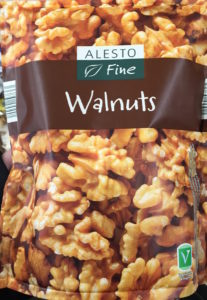 ALESTO
Fine
Walnuts
V